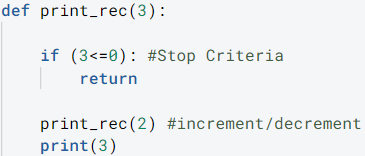 def print_rec(3):
if (3<=0): #Stop Criteria
return
print_rec(2) #increment/decrement
print(3)